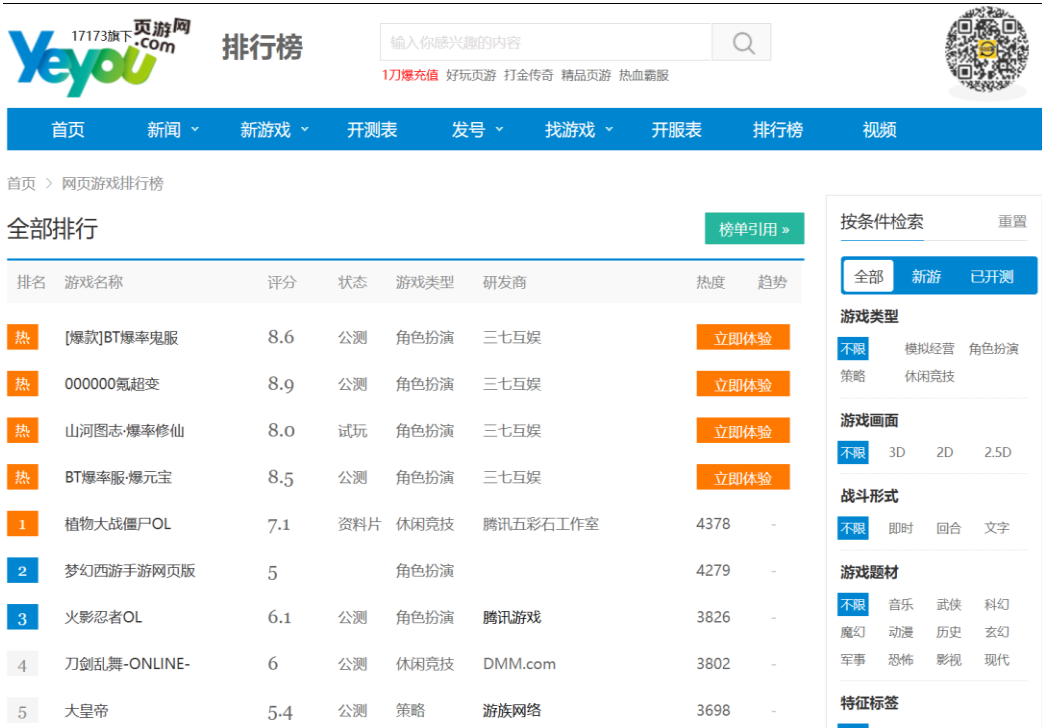 Yeyou.com 17173旗下 页游网
排行榜
输入你感兴趣的内容
1刀爆充值 好玩页游 打金传奇 精品页游 热血霸服
首页 新闻 新游戏 开测表 发号 找游戏 开服表 排行榜 视频
首页 > 网页游戏排行榜
全部排行
榜单引用 »
排名 游戏名称 评分 状态 游戏类型 研发商 热度 趋势
热 [爆款]BT爆率鬼服 8.6 公测 角色扮演 三七互娱 立即体验
热 000000氪超变 8.9 公测 角色扮演 三七互娱 立即体验
热 山河图志·爆率修仙 8.0 试玩 角色扮演 三七互娱 立即体验
热 BT爆率服·爆元宝 8.5 公测 角色扮演 三七互娱 立即体验
1 植物大战僵尸OL 7.1 资料片 休闲竞技 腾讯五彩石工作室 4378 -
2 梦幻西游手游网页版 5 角色扮演 4279 -
3 火影忍者OL 6.1 公测 角色扮演 腾讯游戏 3826 -
4 刀剑乱舞-ONLINE- 6 公测 休闲竞技 DMM.com 3802 -
5 大皇帝 5.4 公测 策略 游族网络 3698 -
按条件检索 重置
全部 新游 已开测
游戏类型
不限 模拟经营 角色扮演
策略 休闲竞技
游戏画面
不限 3D 2D 2.5D
战斗形式
不限 即时 回合 文字
游戏题材
不限 音乐 武侠 科幻
魔幻 动漫 历史 玄幻
军事 恐怖 影视 现代
特征标签